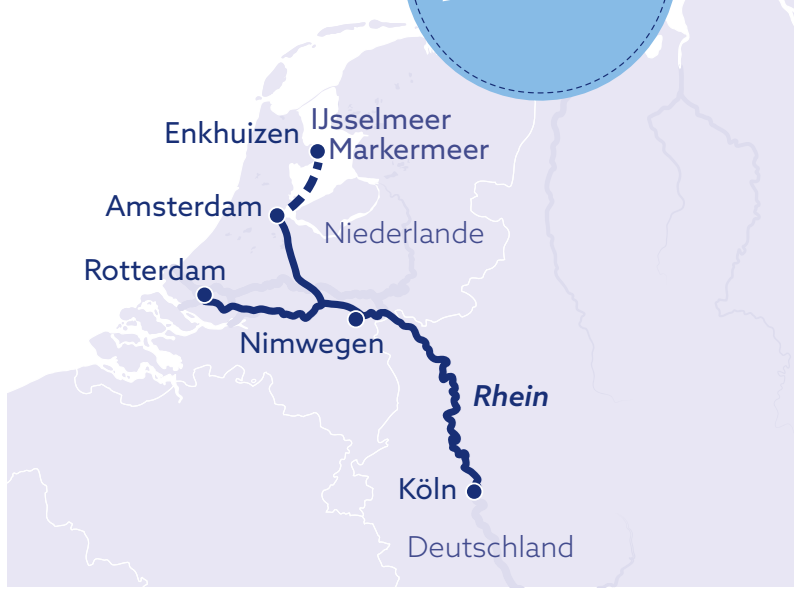 IJsselmeer
Enkhuizen
Markermeer
Amsterdam
Niederlande
Rotterdam
Nimwegen
Rhein
Köln
Deutschland